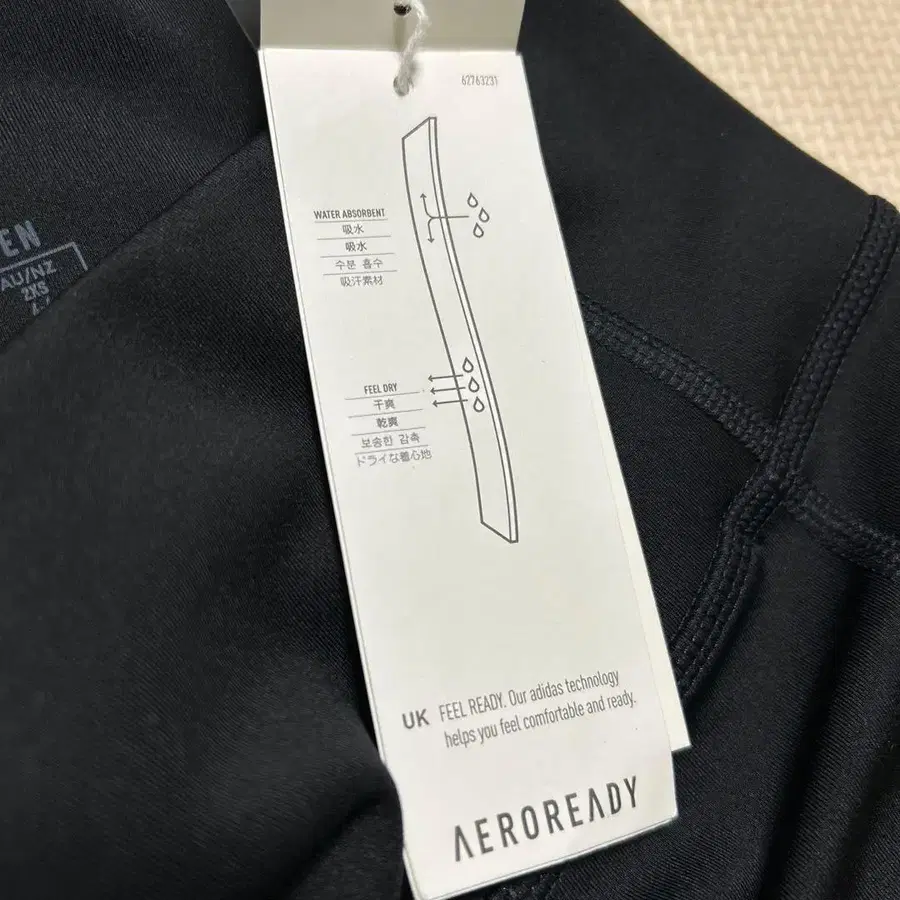 62763231
WATER ABSORBENT
吸水
吸水
수분 흡수
吸汗素材
EN
AU/NZ
2XS
FEEL DRY
干爽
乾爽
보송한 감촉
ドライな着心地
UK FEEL READY. Our adidas technology
helps you feel comfortable and ready.
AEROREADY